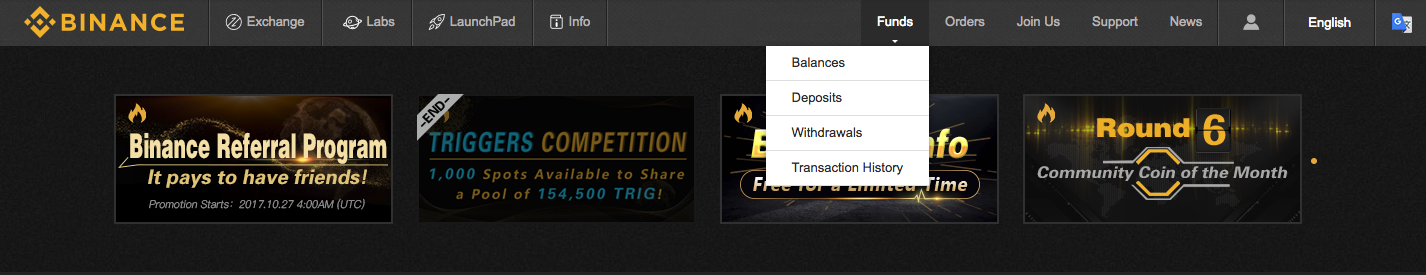 BINANCE
Exchange
Labs
LaunchPad
Info
Funds
Orders
Join Us
Support
News
English
Balances
Deposits
Withdrawals
Transaction History
Binance Referral Program
It pays to have friends!
Promotion Starts: 2017.10.27 4:00AM (UTC)
-END-
TRIGGERS COMPETITION
1,000 Spots Available to Share
a Pool of 154,500 TRIG!
Free for a Limited Time
Round 6
Community Coin of the Month